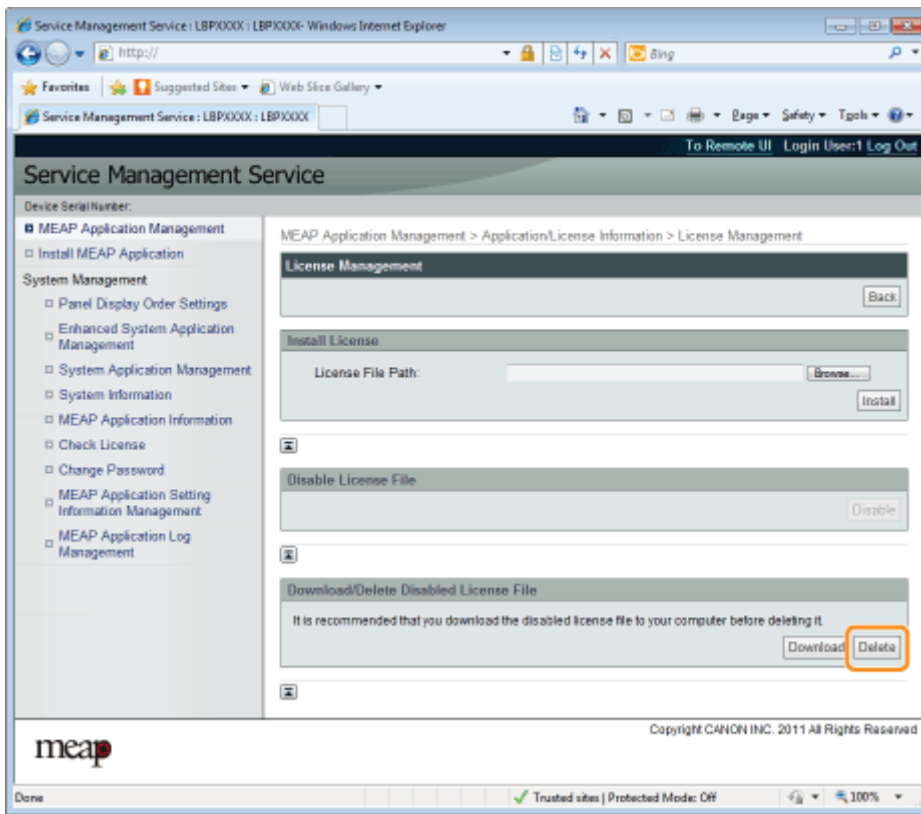 Service Management Service : LBPXXXX : LBPXXXX- Windows Internet Explorer
http://
Bing
Favorites
Suggested Sites
Web Slice Gallery
Service Management Service : LBPXXXX : LBPXXXX
Page Safety Tools
To Remote UI Login User:1 Log Out
Service Management Service
Device Serial Number:
MEAP Application Management
Install MEAP Application
System Management
Panel Display Order Settings
Enhanced System Application
Management
System Application Management
System Information
MEAP Application Information
Check License
Change Password
MEAP Application Setting
Information Management
MEAP Application Log
Management
MEAP Application Management > Application/License Information > License Management
License Management
Back
Install License
License File Path:
Browse...
Install
Disable License File
Disable
Download/Delete Disabled License File
It is recommended that you download the disabled license file to your computer before deleting it.
Download Delete
meap
Copyright CANON INC. 2011 All Rights Reserved
Done
Trusted sites | Protected Mode: Off
100%